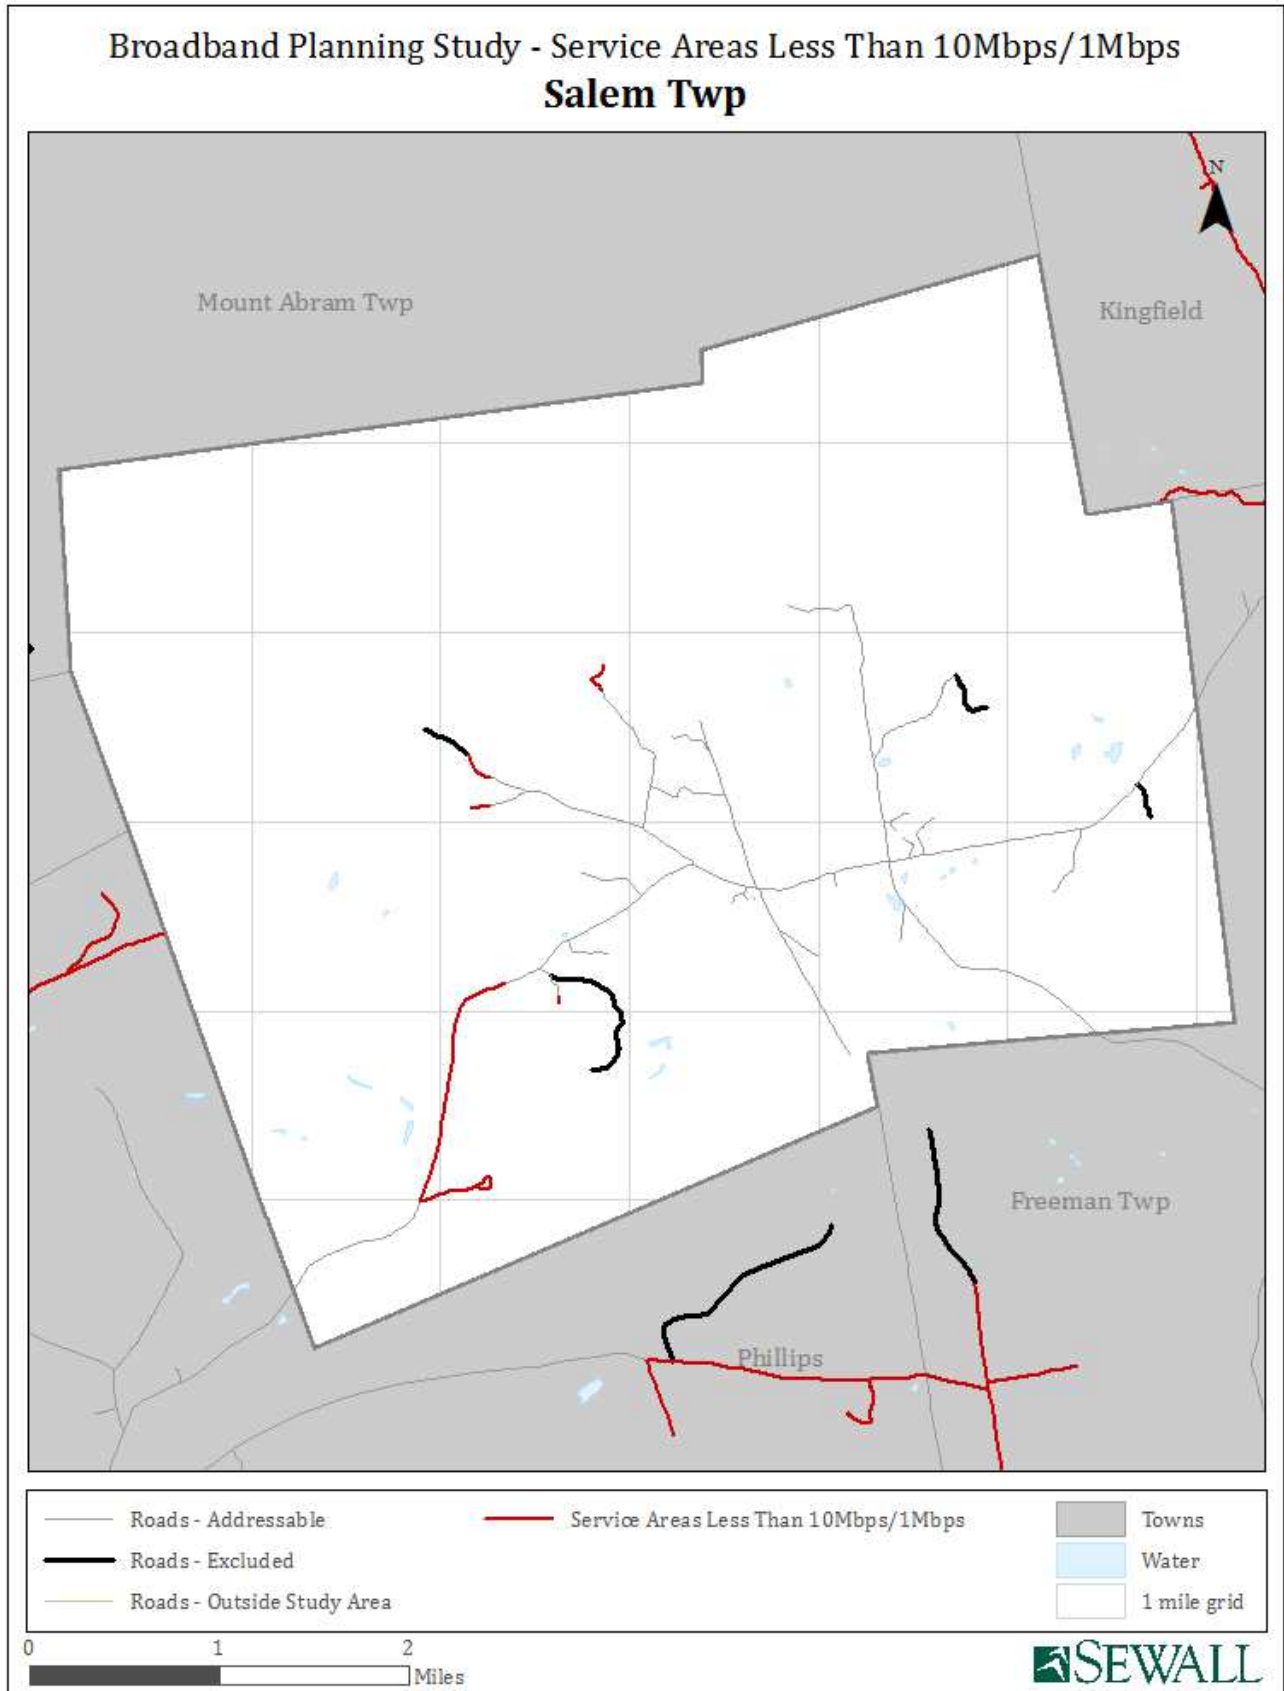 Broadband Planning Study - Service Areas Less Than 10Mbps/1Mbps
Salem Twp
N
Mount Abram Twp
Kingfield
Freeman Twp
Phillips
Roads - Addressable
Service Areas Less Than 10Mbps/1Mbps
Towns
Roads - Excluded
Water
Roads - Outside Study Area
1 mile grid
0 1 2
Miles
SEWALL